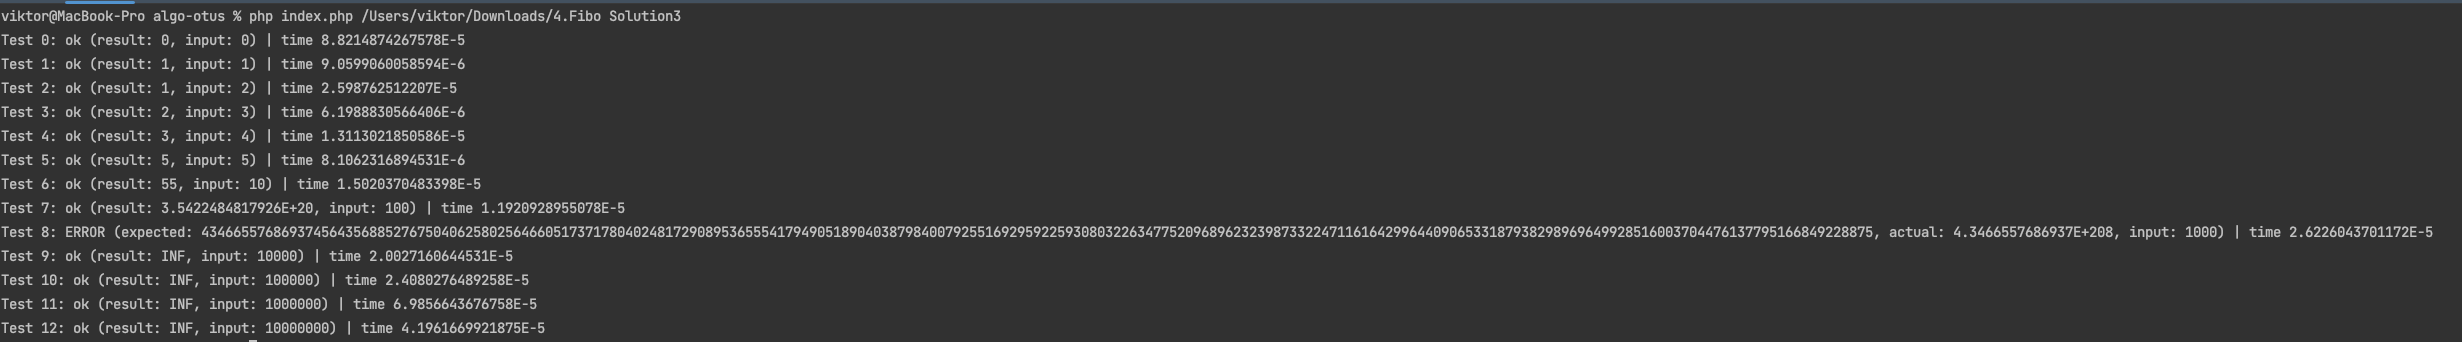 viktor@MacBook-Pro algo-otus % php index.php /Users/viktor/Downloads/4.Fibo Solution3
Test 0: ok (result: 0, input: 0) | time 8.8214874267578E-5
Test 1: ok (result: 1, input: 1) | time 9.0599060058594E-6
Test 2: ok (result: 1, input: 2) | time 2.598762512207E-5
Test 3: ok (result: 2, input: 3) | time 6.1988830566406E-6
Test 4: ok (result: 3, input: 4) | time 1.3113021850586E-5
Test 5: ok (result: 5, input: 5) | time 8.1062316894531E-6
Test 6: ok (result: 55, input: 10) | time 1.5020370483398E-5
Test 7: ok (result: 3.5422484817926E+20, input: 100) | time 1.1920928955078E-5
Test 8: ERROR (expected: 43466557686937456435688527675040625802564660517371780402481729089536555417949051890403879840079255169295922593080322634775209689623239873322471161642996440906533187938298969649928516003704476137795166849228875, actual: 4.3466557686937E+208, input: 1000) | time 2.6226043701172E-5
Test 9: ok (result: INF, input: 10000) | time 2.0027160644531E-5
Test 10: ok (result: INF, input: 100000) | time 2.4080276489258E-5
Test 11: ok (result: INF, input: 1000000) | time 6.9856643676758E-5
Test 12: ok (result: INF, input: 10000000) | time 4.1961669921875E-5